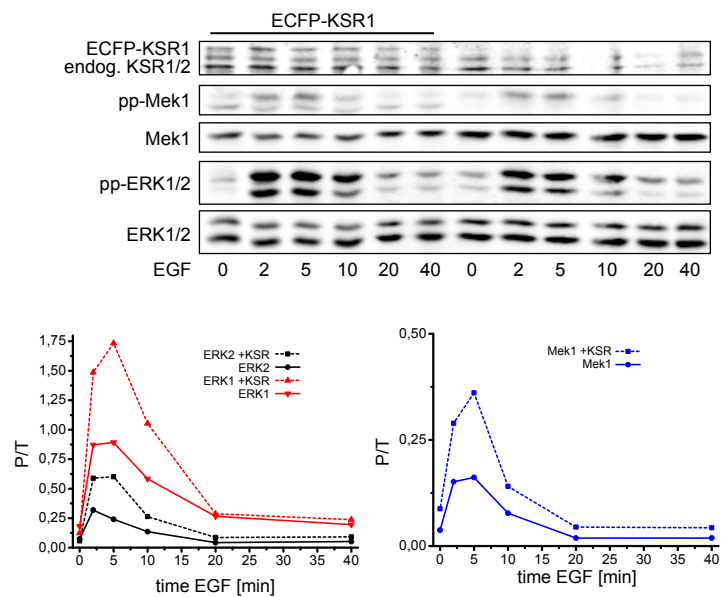 ECFP-KSR1
ECFP-KSR1
endog. KSR1/2
pp-Mek1
Mek1
pp-ERK1/2
ERK1/2
EGF 0 2 5 10 20 40 0 2 5 10 20 40
1,75
1,50
1,25
1,00
0,75
0,50
0,25
0,00
P/T
ERK2 +KSR
ERK2
ERK1 +KSR
ERK1
0 5 10 20 30 40
time EGF [min]
0,50
0,25
0,00
P/T
Mek1 +KSR
Mek1
0 5 10 20 30 40
time EGF [min]